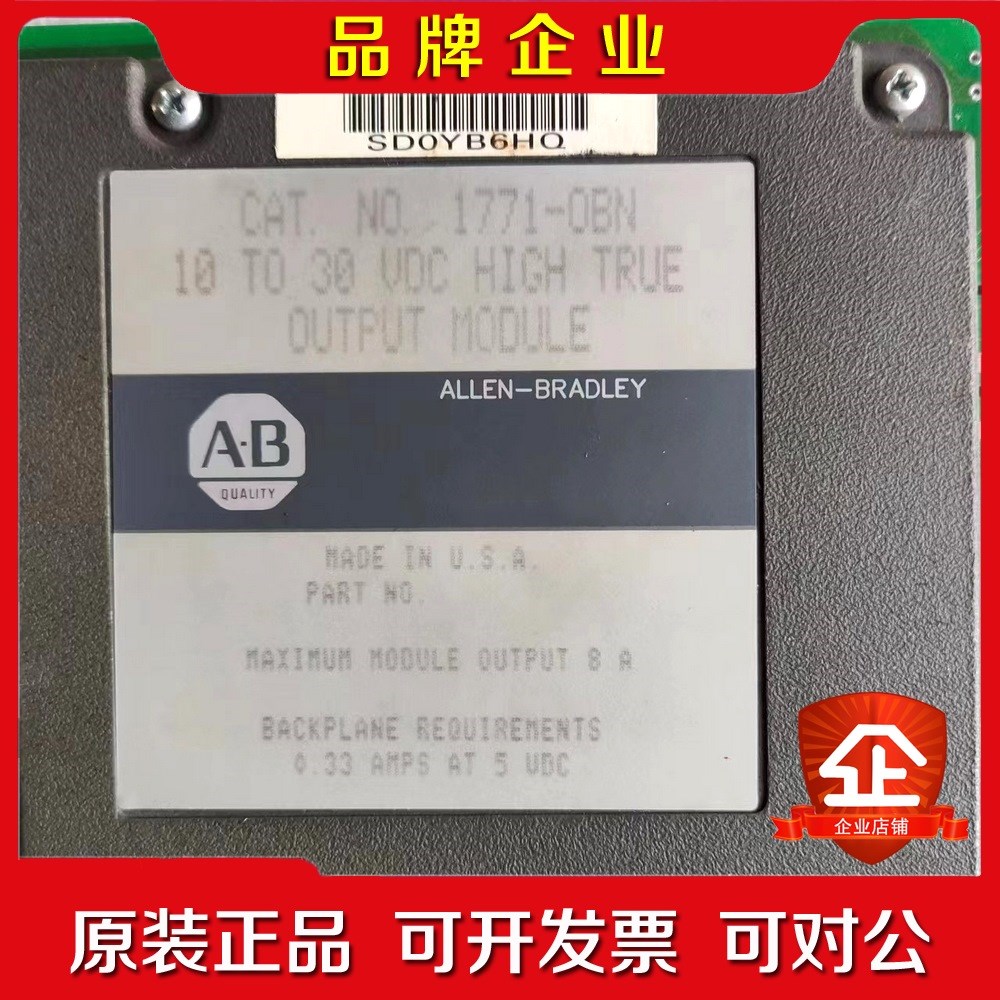 品牌企业
SD0YB6HQ
CAT. NO. 1771-OBN
10 TO 30 VDC HIGH TRUE
OUTPUT MODULE
ALLEN-BRADLEY
A-B
QUALITY
MADE IN U.S.A.
PART NO.
MAXIMUM MODULE OUTPUT 8 A
BACKPLANE REQUIREMENTS
0.33 AMPS AT 5 VDC
企
企业店铺
原装正品 可开发票 可对公